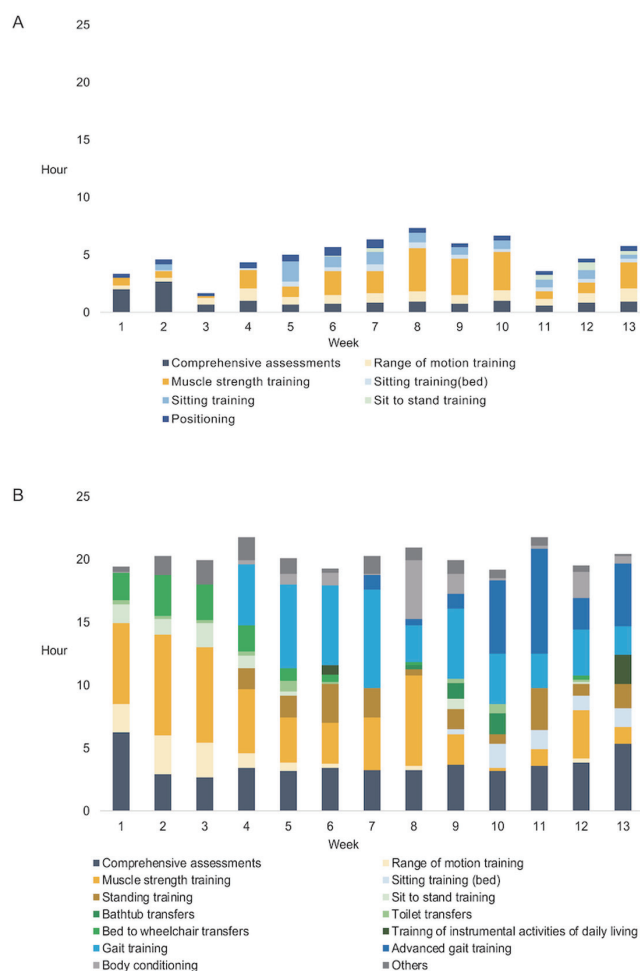 A
25
20
15
Hour
10
5
0
1 2 3 4 5 6 7 8 9 10 11 12 13
Week
Comprehensive assessments Range of motion training
Muscle strength training Sitting training(bed)
Sitting training Sit to stand training
Positioning
B
25
20
Hour
15
10
5
0
1 2 3 4 5 6 7 8 9 10 11 12 13
Week
Comprehensive assessments Range of motion training
Muscle strength training Sitting training (bed)
Standing training Sit to stand training
Bathtub transfers Toilet transfers
Bed to wheelchair transfers Trainng of instrumental activities of daily living
Gait training Advanced gait training
Body conditioning Others